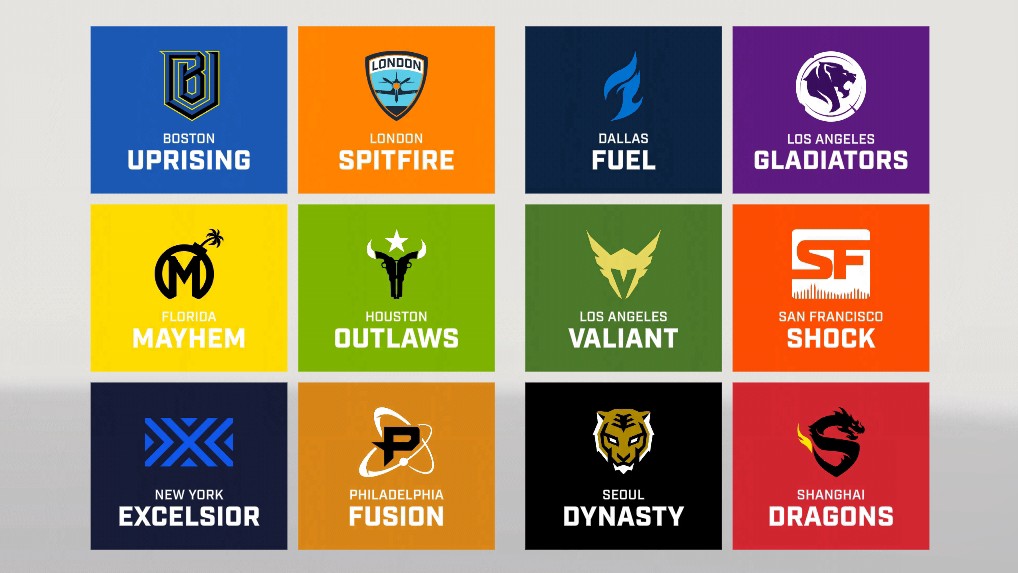 BOSTON
UPRISING
LONDON
LONDON
SPITFIRE
DALLAS
FUEL
LOS ANGELES
GLADIATORS
M
FLORIDA
MAYHEM
HOUSTON
OUTLAWS
LOS ANGELES
VALIANT
SF
SAN FRANCISCO
SHOCK
NEW YORK
EXCELSIOR
P
PHILADELPHIA
FUSION
SEOUL
DYNASTY
S
SHANGHAI
DRAGONS